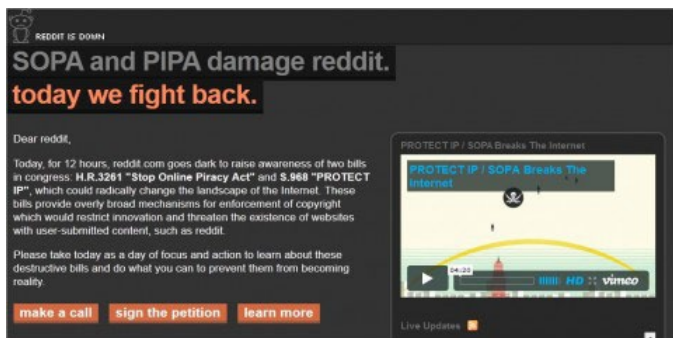 REDDIT IS DOWN
SOPA and PIPA damage reddit.
today we fight back.
Dear reddit,
Today, for 12 hours, reddit.com goes dark to raise awareness of two bills
in congress: H.R.3261 "Stop Online Piracy Act" and S.968 "PROTECT
IP", which could radically change the landscape of the Internet. These
bills provide overly broad mechanisms for enforcement of copyright
which would restrict innovation and threaten the existence of websites
with user-submitted content, such as reddit.
Please take today as a day of focus and action to learn about these
destructive bills and do what you can to prevent them from becoming
reality.
make a call sign the petition learn more
PROTECT IP / SOPA Breaks The Internet
PROTECT IP / SOPA Breaks The
Internet
04:20
HD vimeo
Live Updates